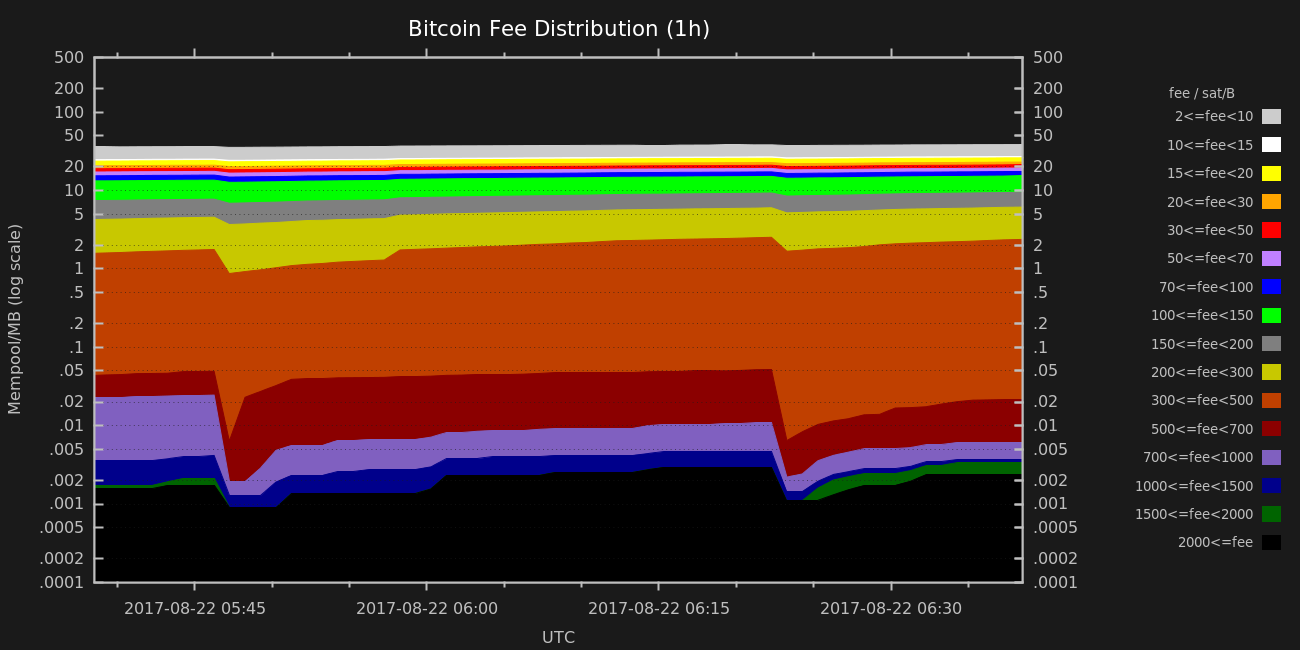 Bitcoin Fee Distribution (1h)
500
200
100
50
20
10
5
2
1
.5
.2
.1
.05
.02
.01
.005
.002
.001
.0005
.0002
.0001
Mempool/MB (log scale)
500
200
100
50
20
10
5
2
1
.5
.2
.1
.05
.02
.01
.005
.002
.001
.0005
.0002
.0001
2017-08-22 05:45
2017-08-22 06:00
2017-08-22 06:15
2017-08-22 06:30
UTC
fee / sat/B
2<=fee<10
10<=fee<15
15<=fee<20
20<=fee<30
30<=fee<50
50<=fee<70
70<=fee<100
100<=fee<150
150<=fee<200
200<=fee<300
300<=fee<500
500<=fee<700
700<=fee<1000
1000<=fee<1500
1500<=fee<2000
2000<=fee